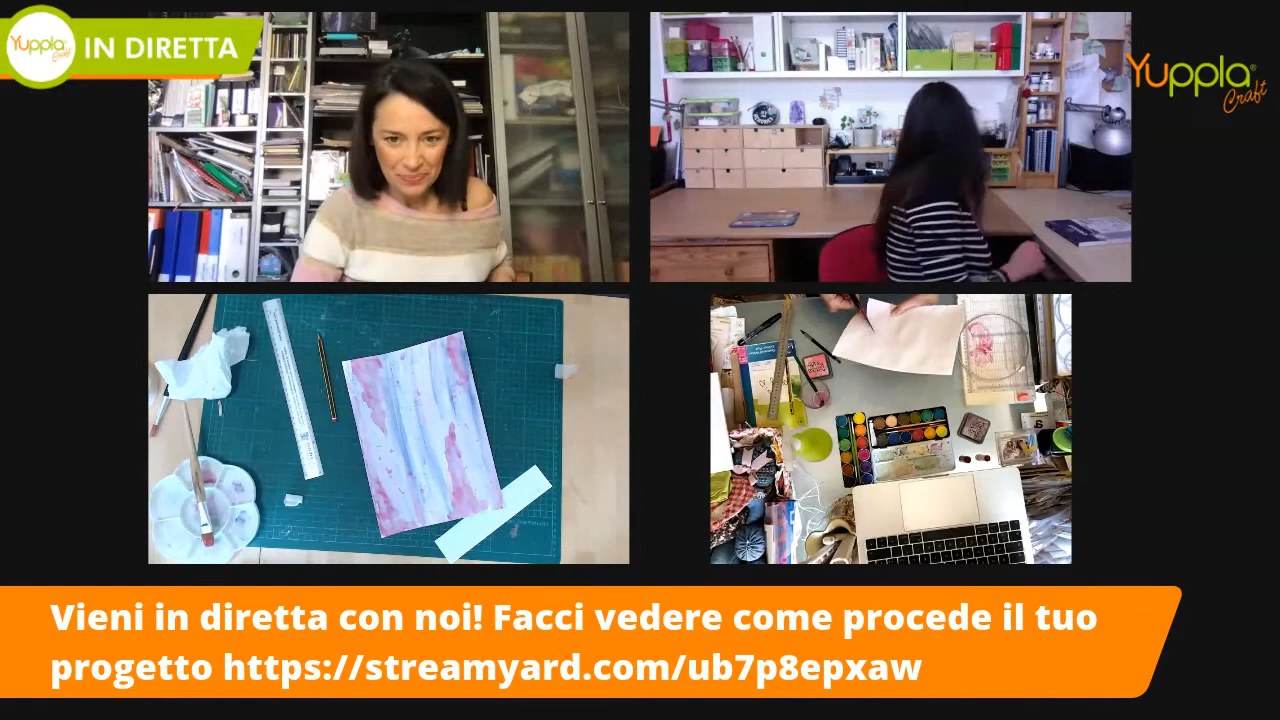 Yuppla Craft IN DIRETTA
Yuppla® Craft
Vieni in diretta con noi! Facci vedere come procede il tuo
progetto https://streamyard.com/ub7p8epxaw